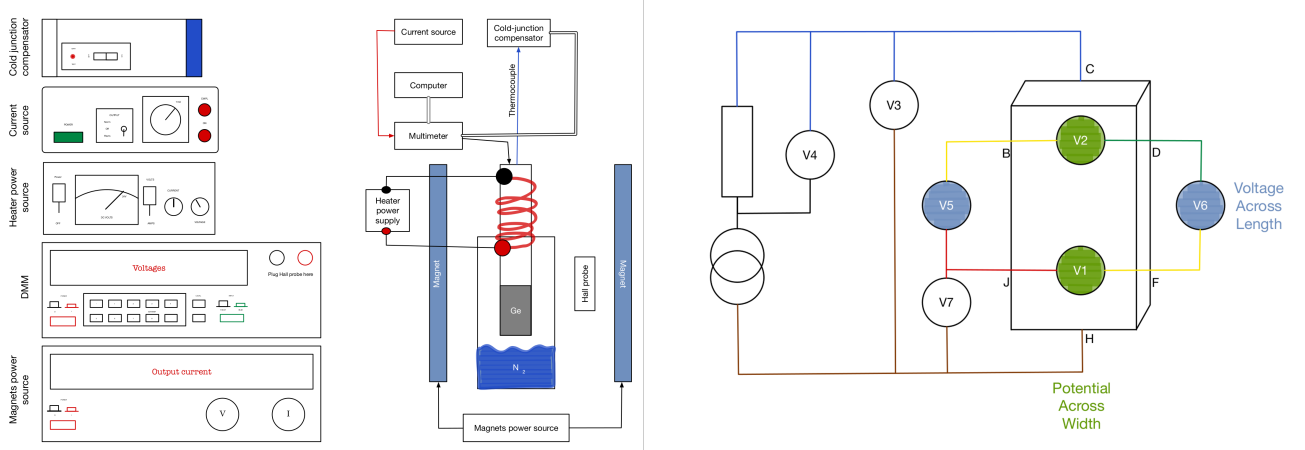 Cold junction
compensator
Current
source
Heater power
source
DMM
Voltages
Plug Hall probe here
Magnets power
source
Output current
V
I
Current source
Cold-junction
compensator
Computer
Thermocouple
Multimeter
Heater
power
supply
Magnet
Magnet
Hall probe
Ge
N 2
Magnets power source
C
V3
V4
V2
B
D
V5
V6
Voltage
Across
Length
V1
J
F
V7
H
Potential
Across
Width